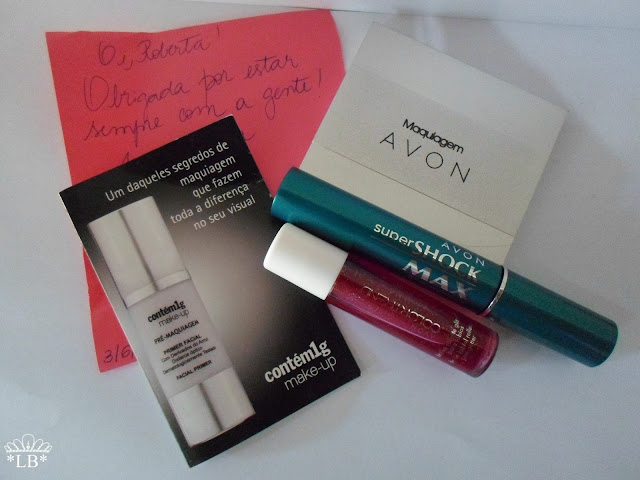 Oi, Roberta!
Obrigada por estar
sempre com a gente!
Maquiagem
AVON
Um daqueles segredos de
maquiagem
que fazem
toda a diferença
no seu visual
contém1g
make-up
PRÉ-MAQUIAGEM
PRIMER FACIAL
FACIAL PRIMER
contém1g
make-up
AVON
superSHOCK
MAX
3/6
*LB*